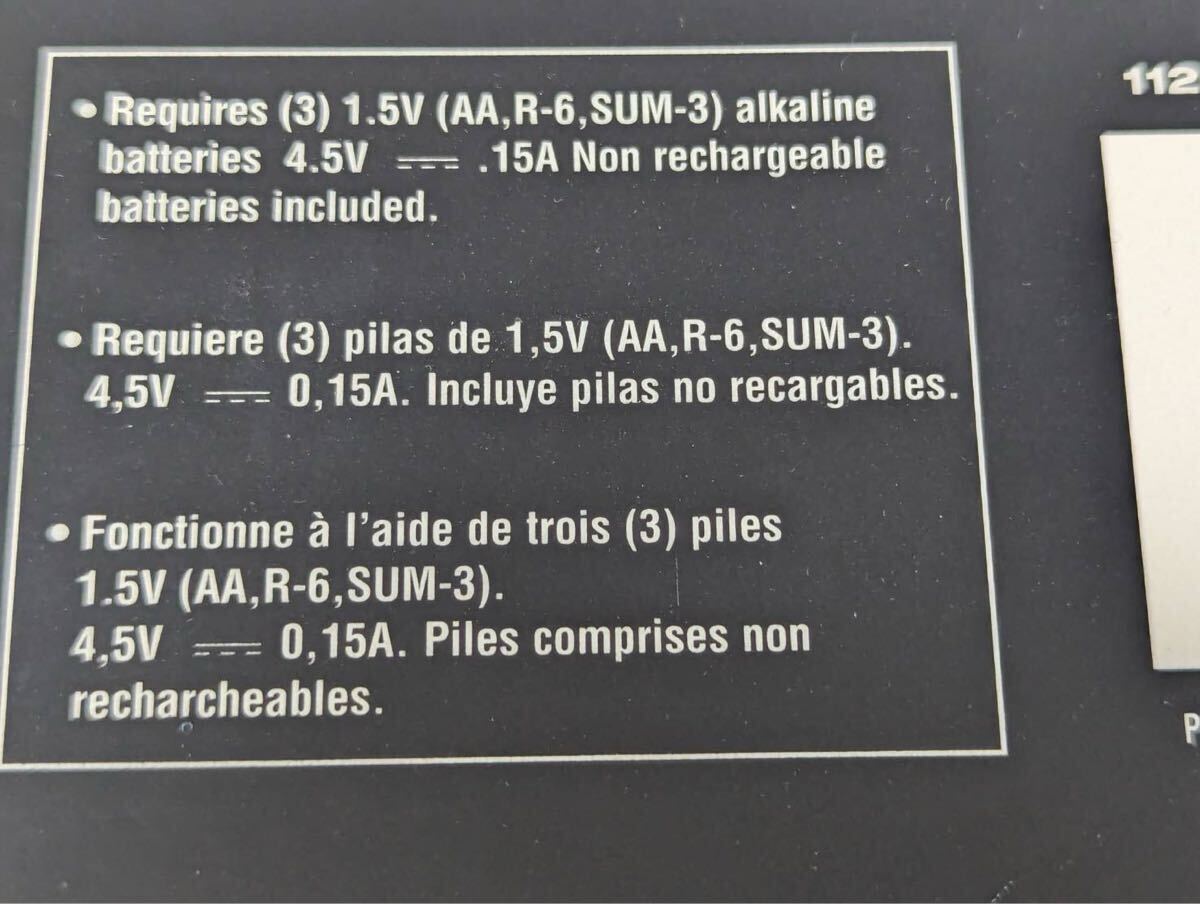 • Requires (3) 1.5V (AA,R-6,SUM-3) alkaline
batteries 4.5V ⎓ .15A Non rechargeable
batteries included.
• Requiere (3) pilas de 1,5V (AA,R-6,SUM-3).
4,5V ⎓ 0,15A. Incluye pilas no recargables.
• Fonctionne à l'aide de trois (3) piles
1.5V (AA,R-6,SUM-3).
4,5V ⎓ 0,15A. Piles comprises non
recharcheables.
112